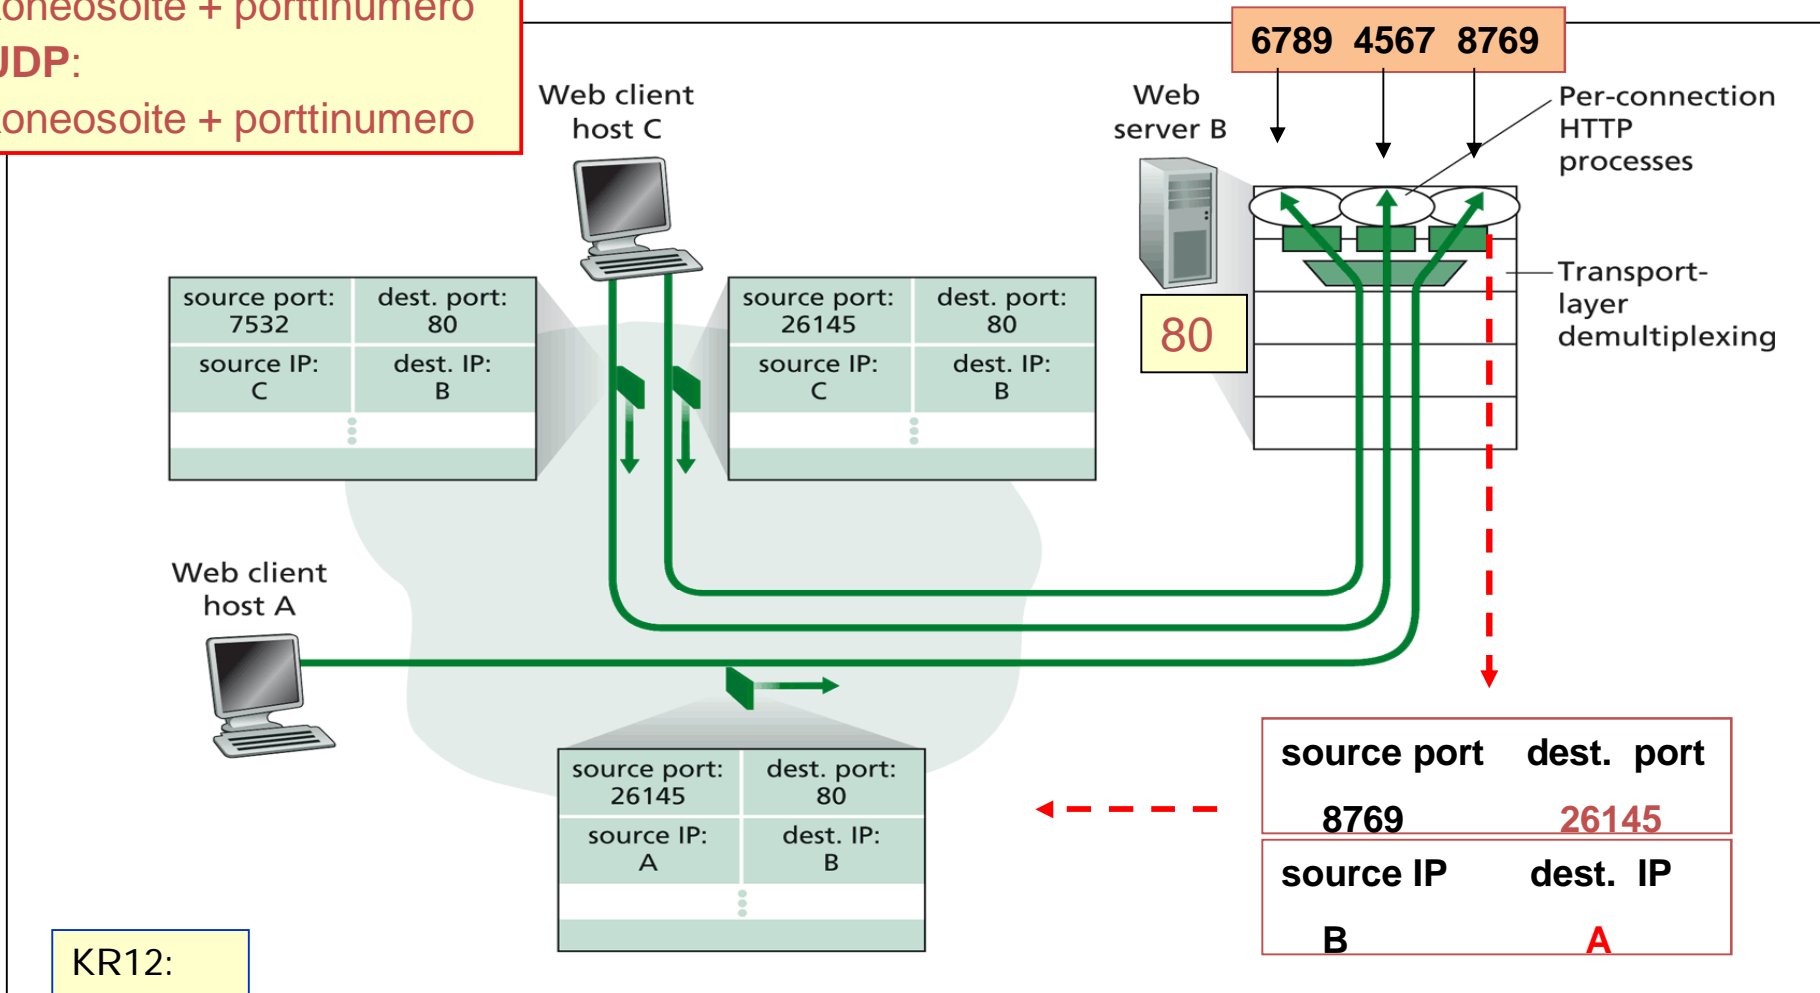 + porttinumero
+ porttinumero
6789 4567 8769
Web client
host C
Web
server B
Per-connection
HTTP
processes
source port:
7532
dest. port:
80
source IP:
C
dest. IP:
B
source port:
26145
dest. port:
80
source IP:
C
dest. IP:
B
80
Transport-
layer
demultiplexing
Web client
host A
source port:
26145
dest. port:
80
source IP:
A
dest. IP:
B
source port dest. port
8769 26145
source IP dest. IP
B A
KR12: